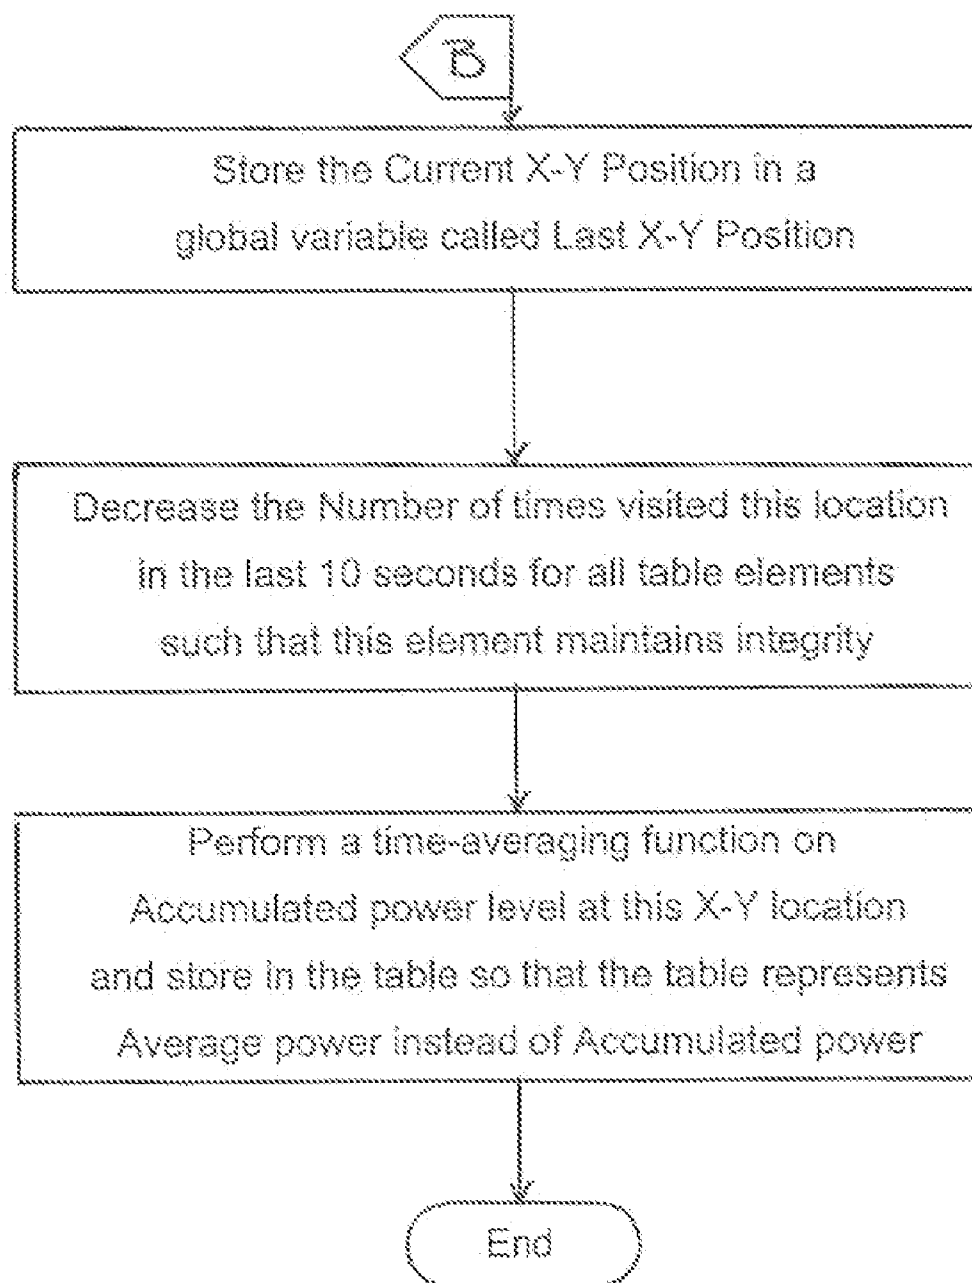 B
Store the Current X-Y Position in a
global variable called Last X-Y Position
Decrease the Number of times visited this location
in the last 10 seconds for all table elements
such that this element maintains integrity
Perform a time-averaging function on
Accumulated power level at this X-Y location
and store in the table so that the table represents
Average power instead of Accumulated power
End